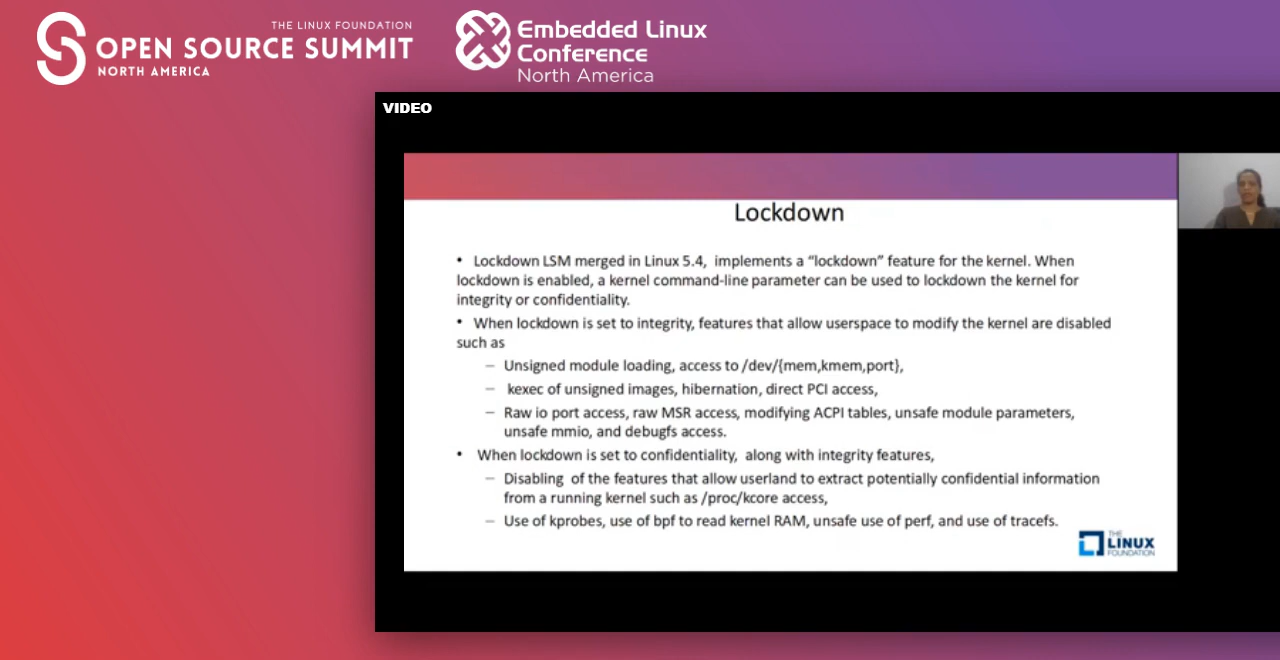 THE LINUX FOUNDATION
OPEN SOURCE SUMMIT
NORTH AMERICA
Embedded Linux
Conference
North America
VIDEO
Lockdown
• Lockdown LSM merged in Linux 5.4, implements a “lockdown” feature for the kernel. When
lockdown is enabled, a kernel command-line parameter can be used to lockdown the kernel for
integrity or confidentiality.
• When lockdown is set to integrity, features that allow userspace to modify the kernel are disabled
such as
– Unsigned module loading, access to /dev/{mem,kmem,port},
– kexec of unsigned images, hibernation, direct PCI access,
– Raw io port access, raw MSR access, modifying ACPI tables, unsafe module parameters,
unsafe mmio, and debugfs access.
• When lockdown is set to confidentiality, along with integrity features,
– Disabling of the features that allow userland to extract potentially confidential information
from a running kernel such as /proc/kcore access,
– Use of kprobes, use of bpf to read kernel RAM, unsafe use of perf, and use of tracefs.
THE
LINUX
FOUNDATION